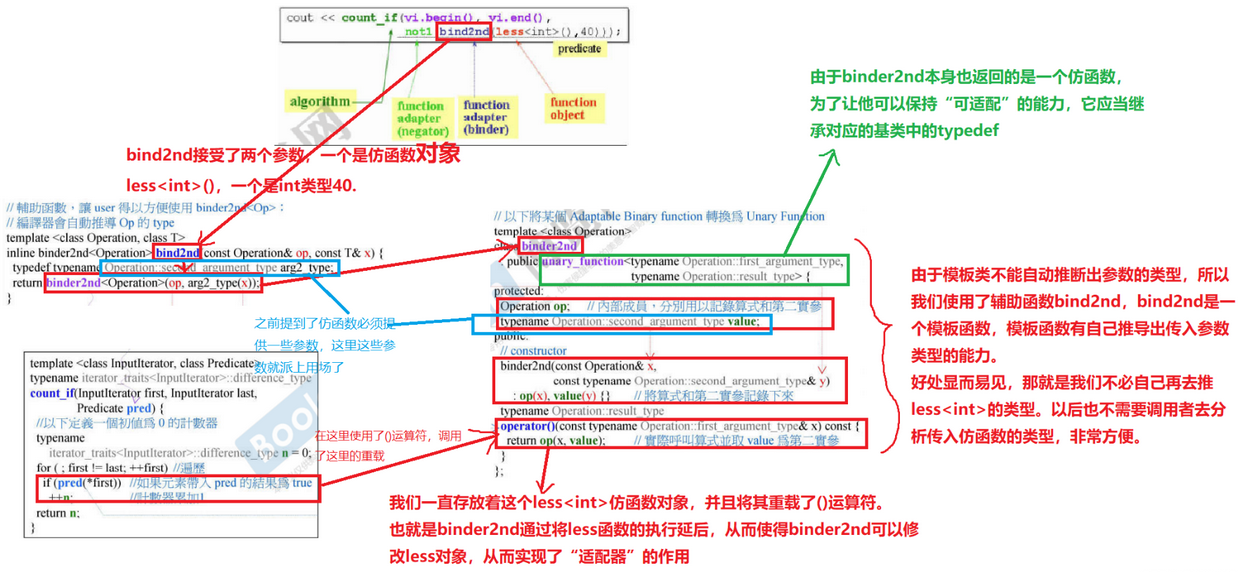 cout << count_if(vi.begin(), vi.end(),
not1(bind2nd(less<int>(),40)));
predicate
algorithm
function
adapter
(negator)
function
adapter
(binder)
function
object
bind2nd接受了两个参数，一个是仿函数对象
less<int>()，一个是int类型40.
// 輔助函數，讓 user 得以方便使用 binder2nd<Op>：
// 編譯器會自動推導 Op 的 type
template <class Operation, class T>
inline binder2nd<Operation> bind2nd(const Operation& op, const T& x) {
typedef typename Operation::second_argument_type arg2_type;
return binder2nd<Operation>(op, arg2_type(x));
}
之前提到了仿函数必须提
供一些参数，这里这些参
数就派上用场了
template <class InputIterator, class Predicate>
typename iterator_traits<InputIterator>::difference_type
count_if(InputIterator first, InputIterator last,
Predicate pred) {
//以下定義一個初值為 0 的計數器
typename
iterator_traits<InputIterator>::difference_type n = 0;
for ( ; first != last; ++first) //遍歷
if (pred(*first)) //如果元素帶入 pred 的結果為 true
++n; //計數器累加1
return n;
}
在这里使用了()运算符，调用
了这里的重载
由于binder2nd本身也返回的是一个仿函数，
为了让他可以保持“可适配”的能力，它应当继
承对应的基类中的typedef
// 以下將某個 Adaptable Binary function 轉換為 Unary Function
template <class Operation>
class binder2nd
: public unary_function<typename Operation::first_argument_type,
typename Operation::result_type> {
protected:
Operation op; // 內部成員，分別用以記錄算式和第二實參
typename Operation::second_argument_type value;
public:
// constructor
binder2nd(const Operation& x,
const typename Operation::second_argument_type& y)
: op(x), value(y) {} // 將算式和第二實參記錄下來
typename Operation::result_type
operator()(const typename Operation::first_argument_type& x) const {
return op(x, value); // 實際呼叫算式並取 value 為第二實參
}
};
由于模板类不能自动推断出参数的类型，所以
我们使用了辅助函数bind2nd，bind2nd是一
个模板函数，模板函数有自己推导出传入参数
类型的能力。
好处显而易见，那就是我们不必自己再去推
less<int>的类型。以后也不需要调用者去分
析传入仿函数的类型，非常方便。
我们一直存放着这个less<int>仿函数对象，并且将其重载了()运算符。
也就是binder2nd通过将less函数的执行延后，从而使得binder2nd可以修
改less对象，从而实现了“适配器”的作用